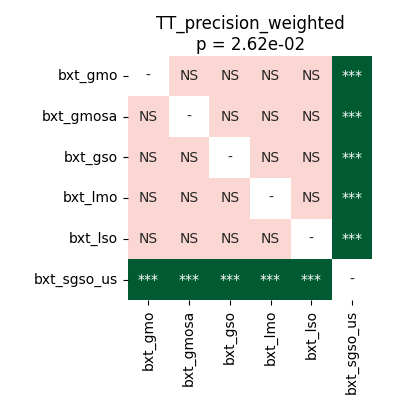 TT_precision_weighted
p = 2.62e-02
bxt_gmo - NS NS NS NS ***
bxt_gmosa NS - NS NS NS ***
bxt_gso NS NS - NS NS ***
bxt_lmo NS NS NS - NS ***
bxt_lso NS NS NS NS - ***
bxt_sgso_us *** *** *** *** *** -
bxt_gmo
bxt_gmosa
bxt_gso
bxt_lmo
bxt_lso
bxt_sgso_us